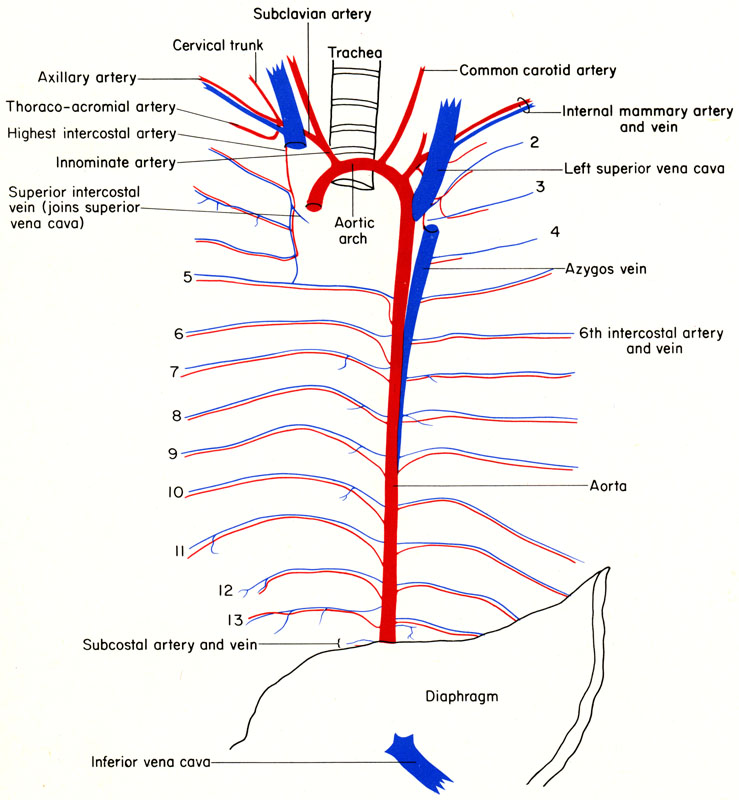 Subclavian artery
Cervical trunk
Trachea
Axillary artery
Common carotid artery
Thoraco-acromial artery
Internal mammary artery
and vein
Highest intercostal artery
2
Innominate artery
Left superior vena cava
Superior intercostal
vein (joins superior
vena cava)
3
Aortic
arch
4
Azygos vein
5
6
6th intercostal artery
and vein
7
8
9
10
Aorta
11
12
13
Subcostal artery and vein
Diaphragm
Inferior vena cava